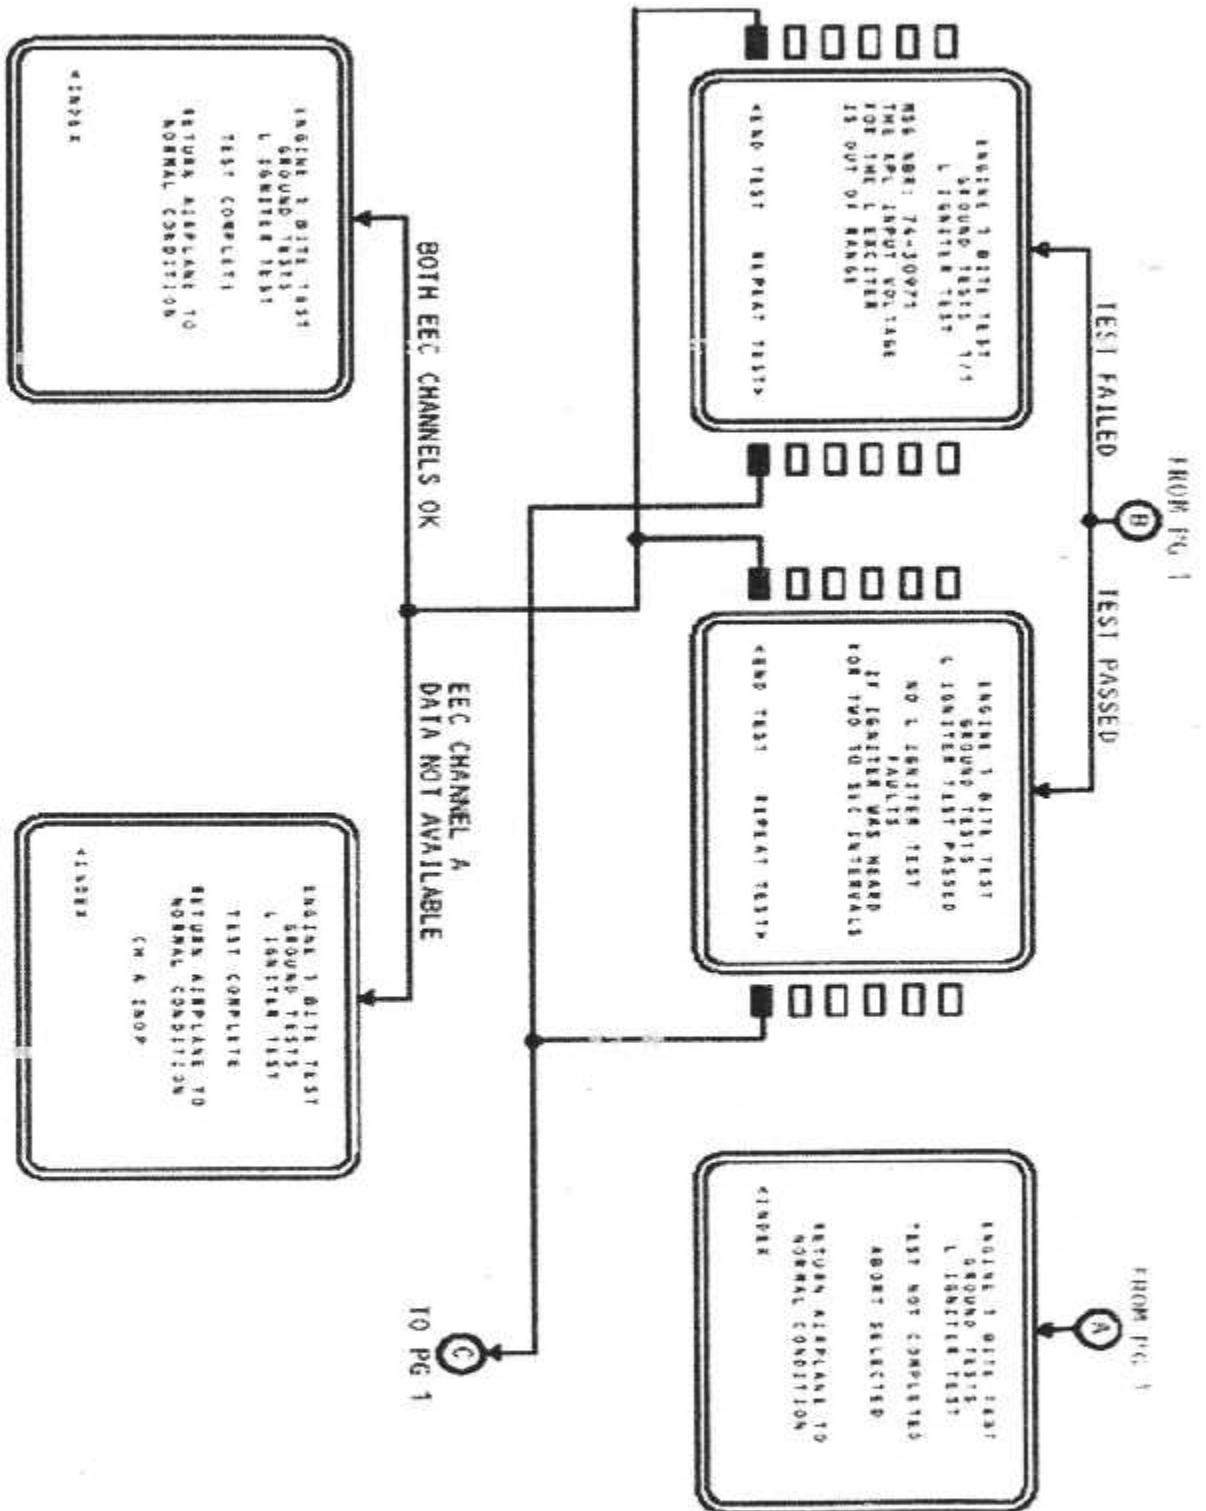 FROM PG 1
B
TEST FAILED
TEST PASSED
ENGINE 1 BITE TEST
GROUND TESTS 1/1
L IGNITER TEST
MSG NBR: 74-30971
THE XPL INPUT VOLTAGE
FOR THE L EXCITER
IS OUT OF RANGE
<END TEST REPEAT TEST>
ENGINE 1 BITE TEST
GROUND TESTS
L IGNITER TEST PASSED
NO L IGNITER TEST
FAULTS
IF IGNITER WAS HEARD
FOR TWO 10 SEC INTERVALS
<END TEST REPEAT TEST>
FROM PG 1
A
ENGINE 1 BITE TEST
GROUND TESTS
L IGNITER TEST
TEST NOT COMPLETED
ABORT SELECTED
RETURN AIRPLANE TO
NORMAL CONDITION
<INDEX
BOTH EEC CHANNELS OK
EEC CHANNEL A
DATA NOT AVAILABLE
C
TO PG 1
ENGINE BITE TEST
GROUND TESTS
L IGNITER TEST
TEST COMPLETE
RETURN AIRPLANE TO
NORMAL CONDITION
<INDEX
ENGINE 1 BITE TEST
GROUND TESTS
L IGNITER TEST
TEST COMPLETE
RETURN AIRPLANE TO
NORMAL CONDITION
CH A INOP
<INDEX